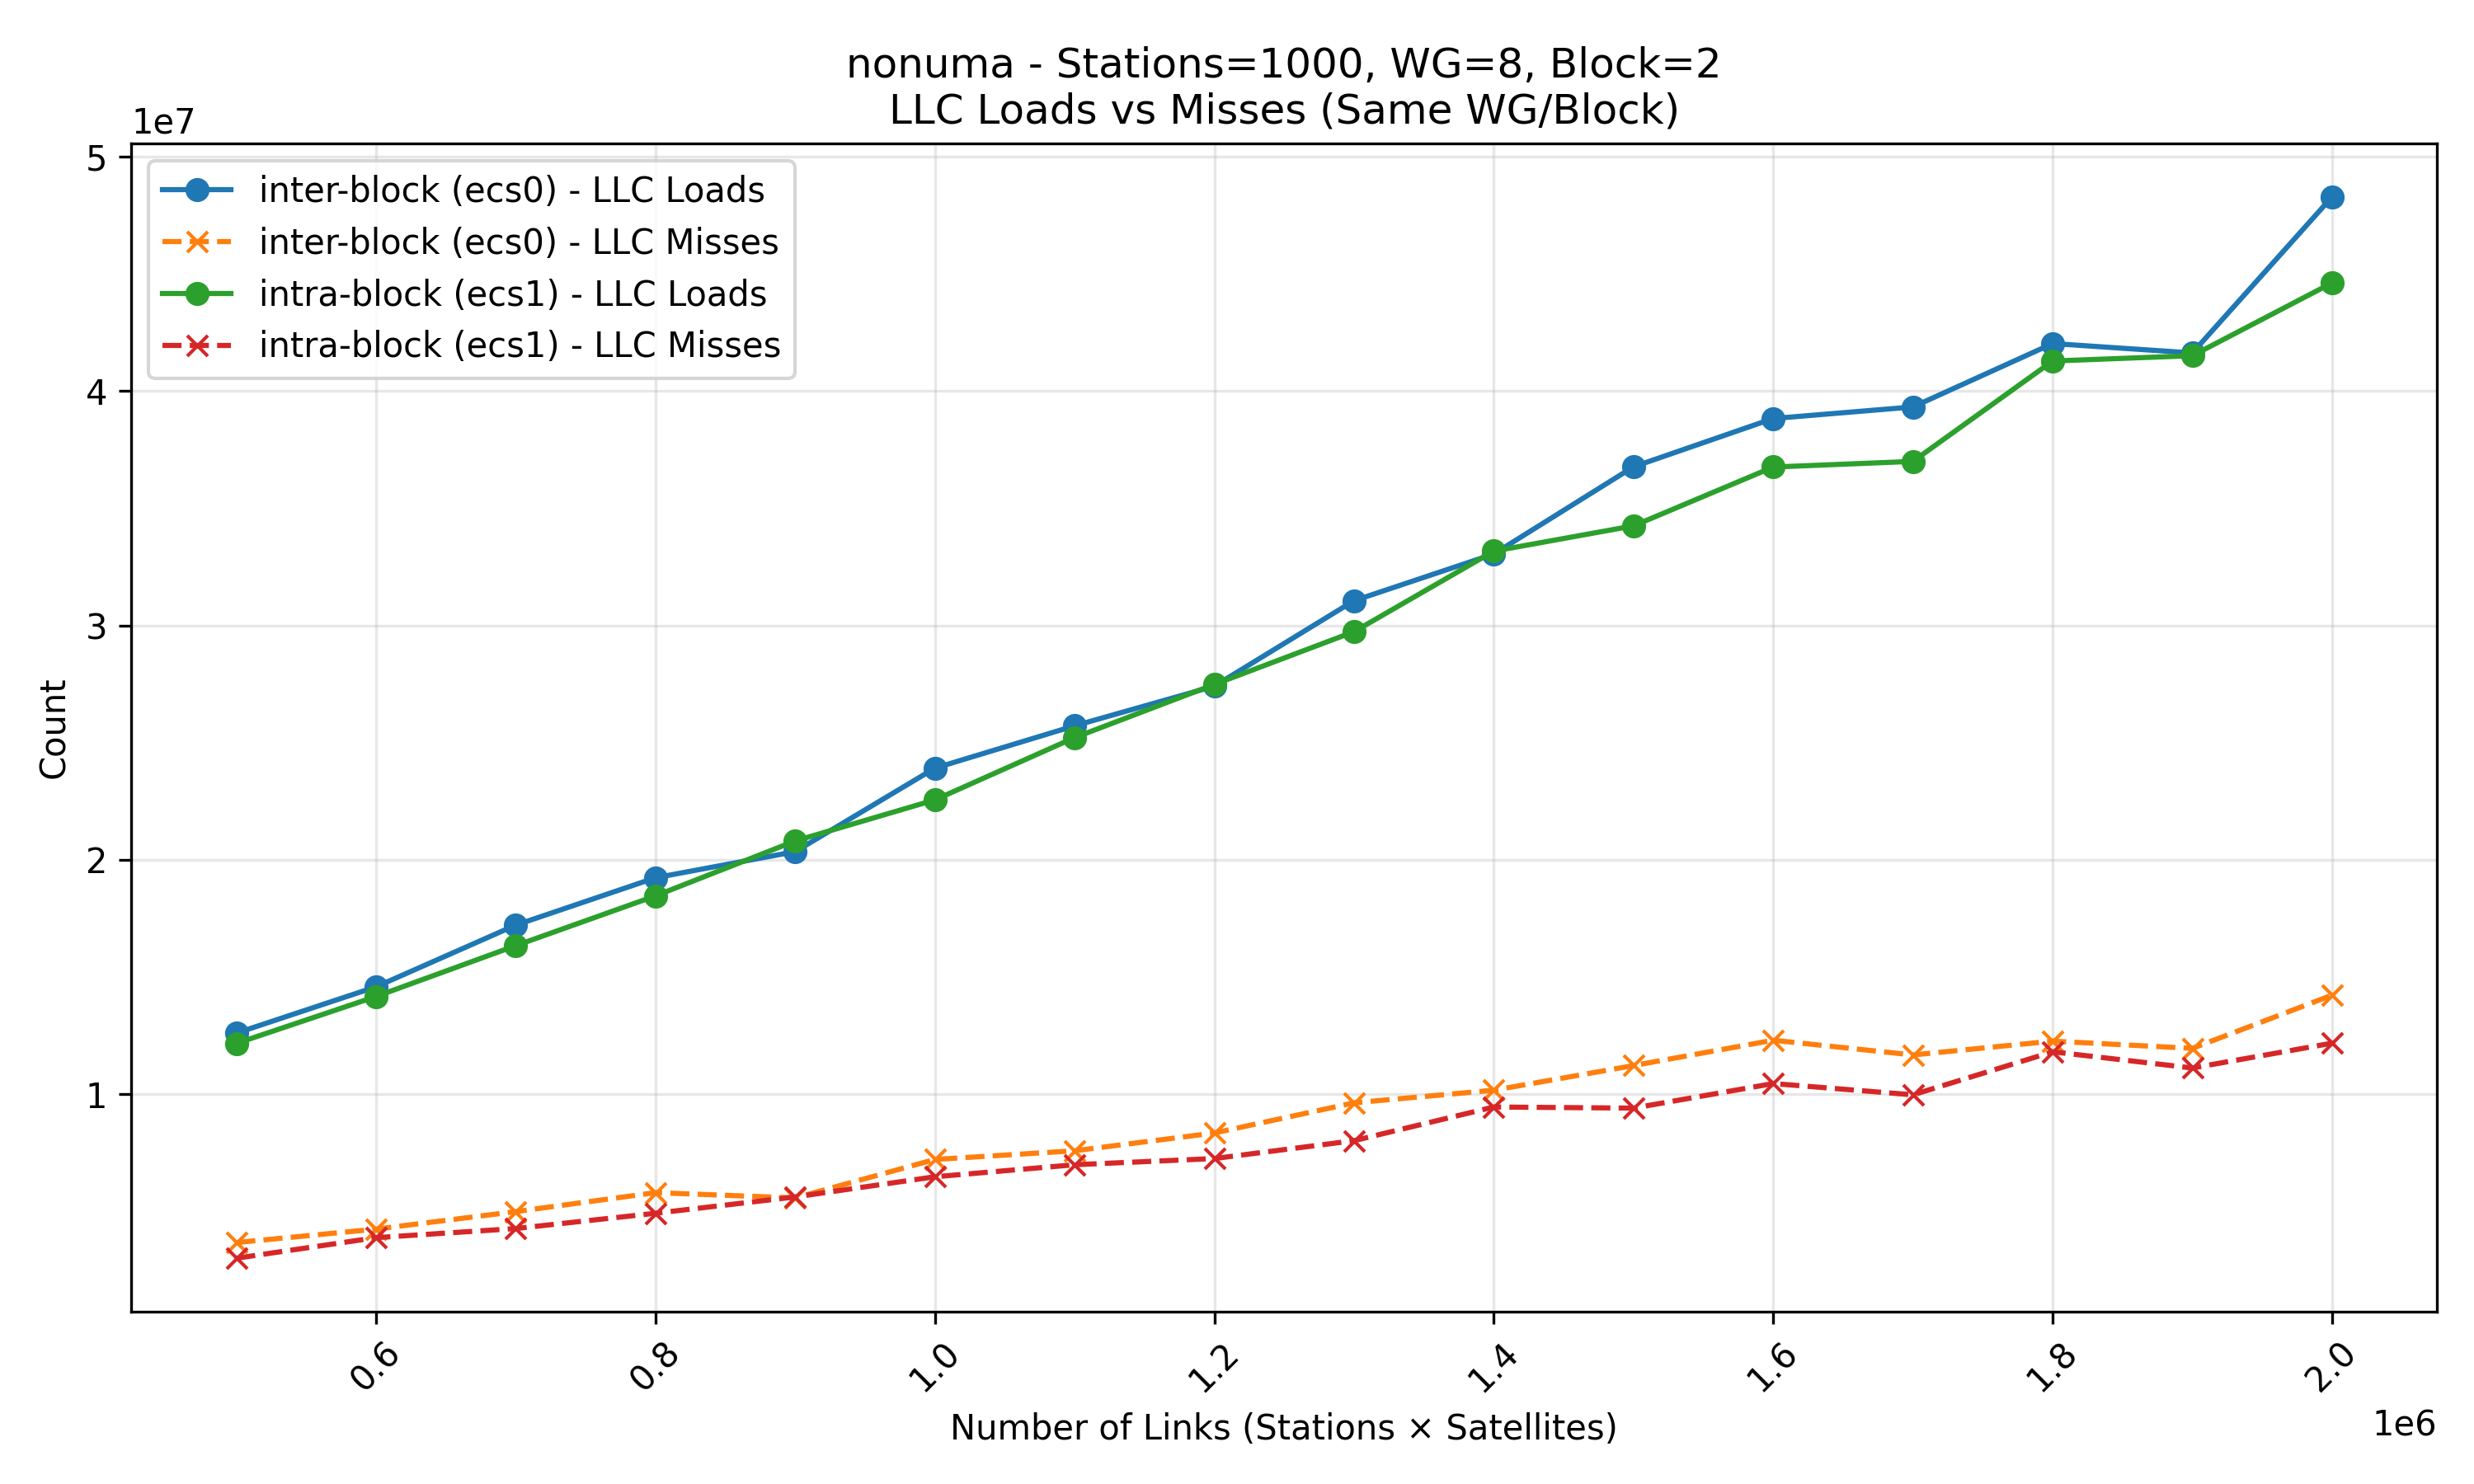 nonuma - Stations=1000, WG=8, Block=2
LLC Loads vs Misses (Same WG/Block)
1e7
5
4
3
2
1
Count
inter-block (ecs0) - LLC Loads
inter-block (ecs0) - LLC Misses
intra-block (ecs1) - LLC Loads
intra-block (ecs1) - LLC Misses
0.6 0.8 1.0 1.2 1.4 1.6 1.8 2.0
Number of Links (Stations × Satellites)
1e6